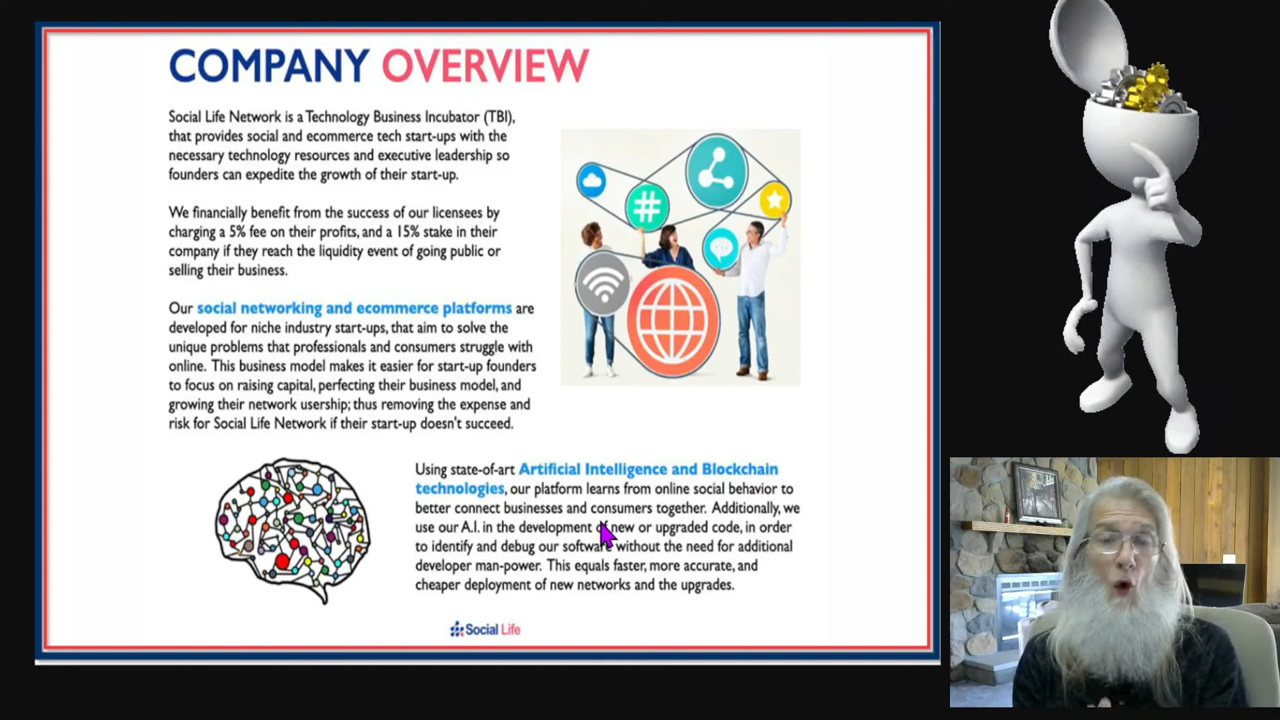 COMPANY OVERVIEW
Social Life Network is a Technology Business Incubator (TBI),
that provides social and ecommerce tech start-ups with the
necessary technology resources and executive leadership so
founders can expedite the growth of their start-up.
We financially benefit from the success of our licensees by
charging a 5% fee on their profits, and a 15% stake in their
company if they reach the liquidity event of going public or
selling their business.
Our social networking and ecommerce platforms are
developed for niche industry start-ups, that aim to solve the
unique problems that professionals and consumers struggle with
online. This business model makes it easier for start-up founders
to focus on raising capital, perfecting their business model, and
growing their network usership; thus removing the expense and
risk for Social Life Network if their start-up doesn't succeed.
#
Using state-of-art Artificial Intelligence and Blockchain
technologies, our platform learns from online social behavior to
better connect businesses and consumers together. Additionally, we
use our A.I. in the development of new or upgraded code, in order
to identify and debug our software without the need for additional
developer man-power. This equals faster, more accurate, and
cheaper deployment of new networks and the upgrades.
Social Life